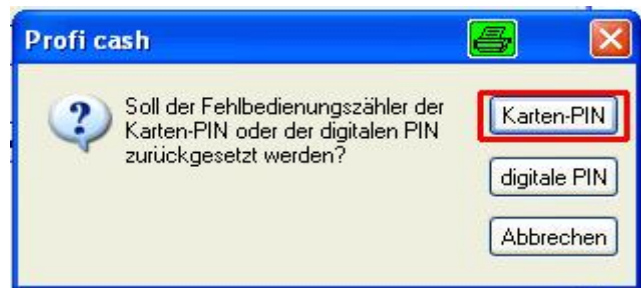 Profi cash
Soll der Fehlbedienungszähler der
Karten-PIN oder der digitalen PIN
zurückgesetzt werden?
Karten-PIN
digitale PIN
Abbrechen